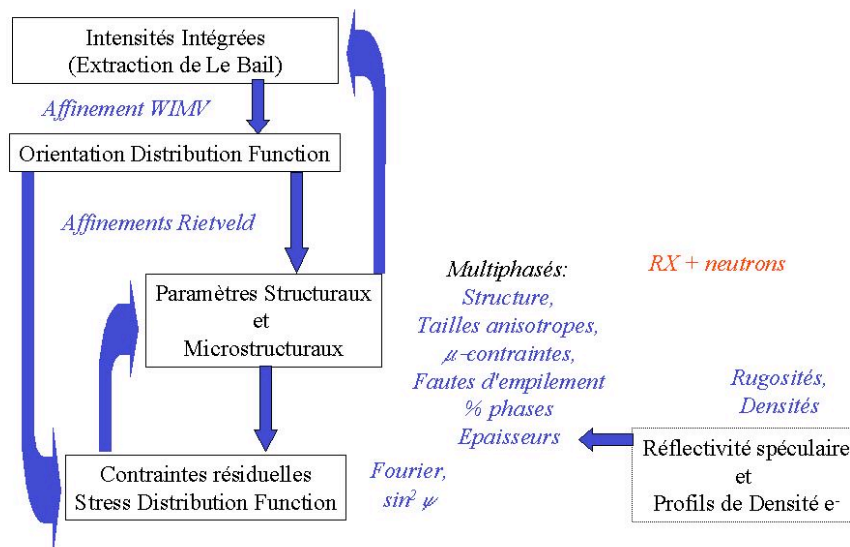 Intensités Intégrées
(Extraction de Le Bail)
Affinement WIMV
Orientation Distribution Function
Affinements Rietveld
Paramètres Structuraux
et
Microstructuraux
Contraintes résiduelles
Stress Distribution Function
Fourier,
sin² ψ
Multiphasés:
Structure,
Tailles anisotropes,
μ-contraintes,
Fautes d'empilement
% phases
Epaisseurs
RX + neutrons
Rugosités,
Densités
Réflectivité spéculaire
et
Profils de Densité e⁻